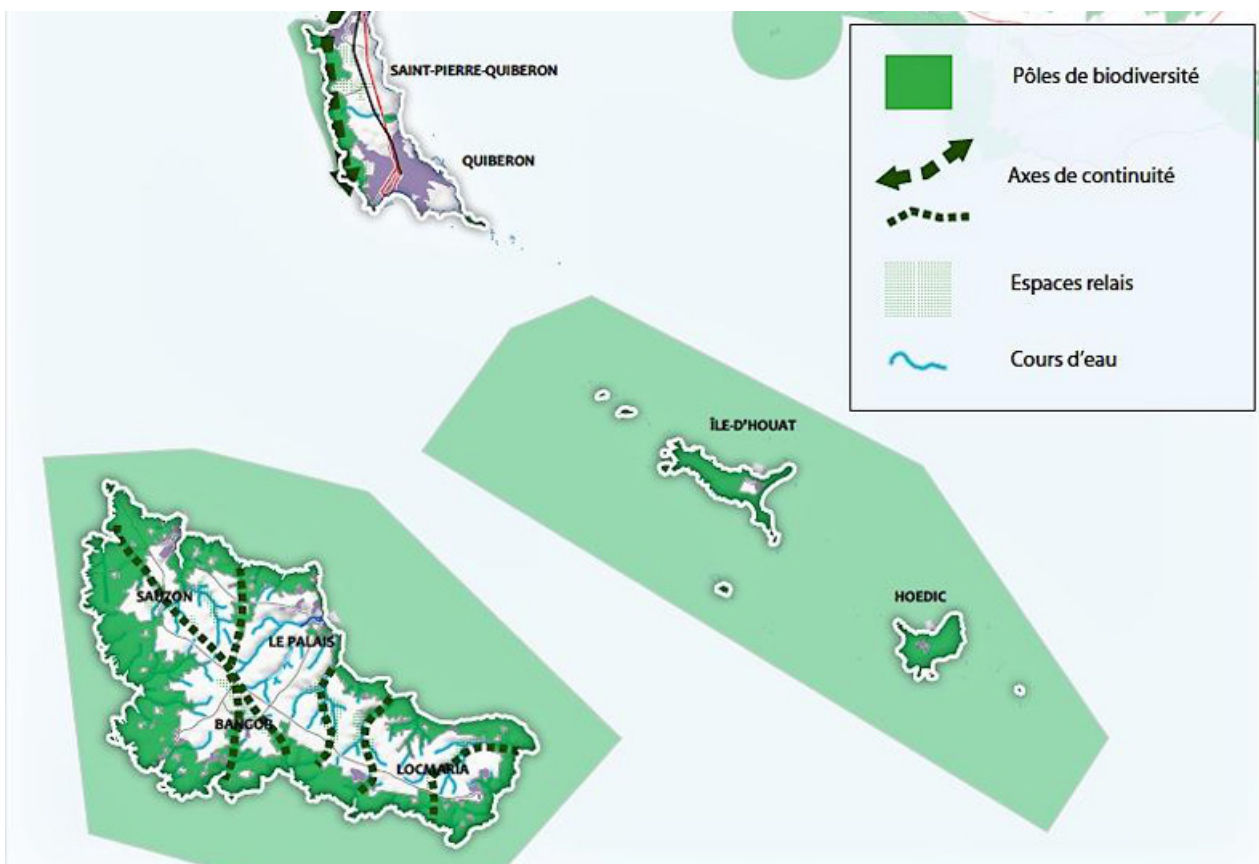 SAINT-PIERRE-QUIBERON
QUIBERON
Pôles de biodiversité
Axes de continuité
Espaces relais
Cours d'eau
ÎLE-D'HOUAT
HOEDIC
SAUZON
LE PALAIS
BANGOR
LOCMARIA